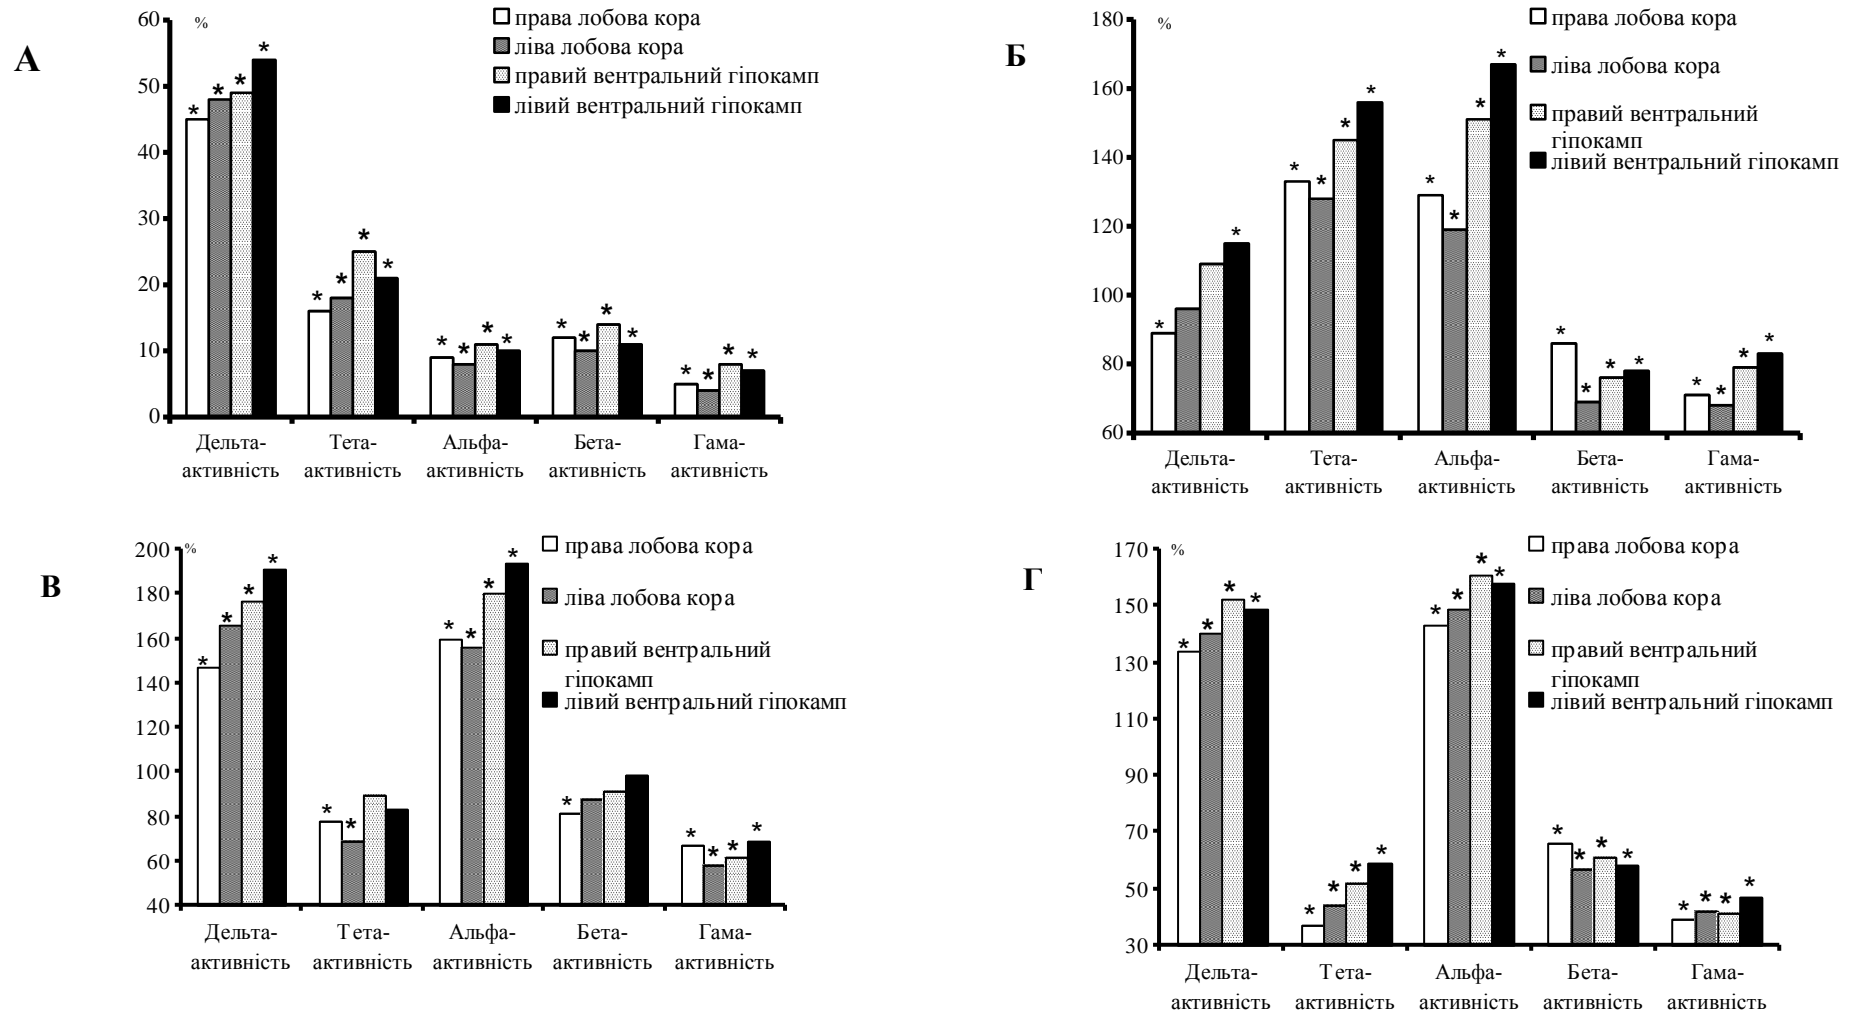 А
%
60
50
40
30
20
10
0
права лобова кора
ліва лобова кора
правий вентральний гіпокамп
лівий вентральний гіпокамп
* * * *
* * * *
* * * *
* * * *
* * * *
Дельта- Тета- Альфа- Бета- Гама-
активність активність активність активність активність
Б
%
180
160
140
120
100
80
60
права лобова кора
ліва лобова кора
правий вентральний
гіпокамп
лівий вентральний гіпокамп
* *
* * * *
* * * *
* * * *
* * * *
Дельта- Тета- Альфа- Бета- Гама-
активність активність активність активність активність
В
%
200
180
160
140
120
100
80
60
40
права лобова кора
ліва лобова кора
правий вентральний
гіпокамп
лівий вентральний гіпокамп
* * * *
* *
* * * *
*
* * * *
Дельта- Тета- Альфа- Бета- Гама-
активність активність активність активність активність
Г
%
170
150
130
110
90
70
50
30
права лобова кора
ліва лобова кора
правий вентральний
гіпокамп
лівий вентральний гіпокамп
* * * *
* * * *
* * * *
* * * *
* * * *
Дельта- Тета- Альфа- Бета- Гама-
активність активність активність активність активність